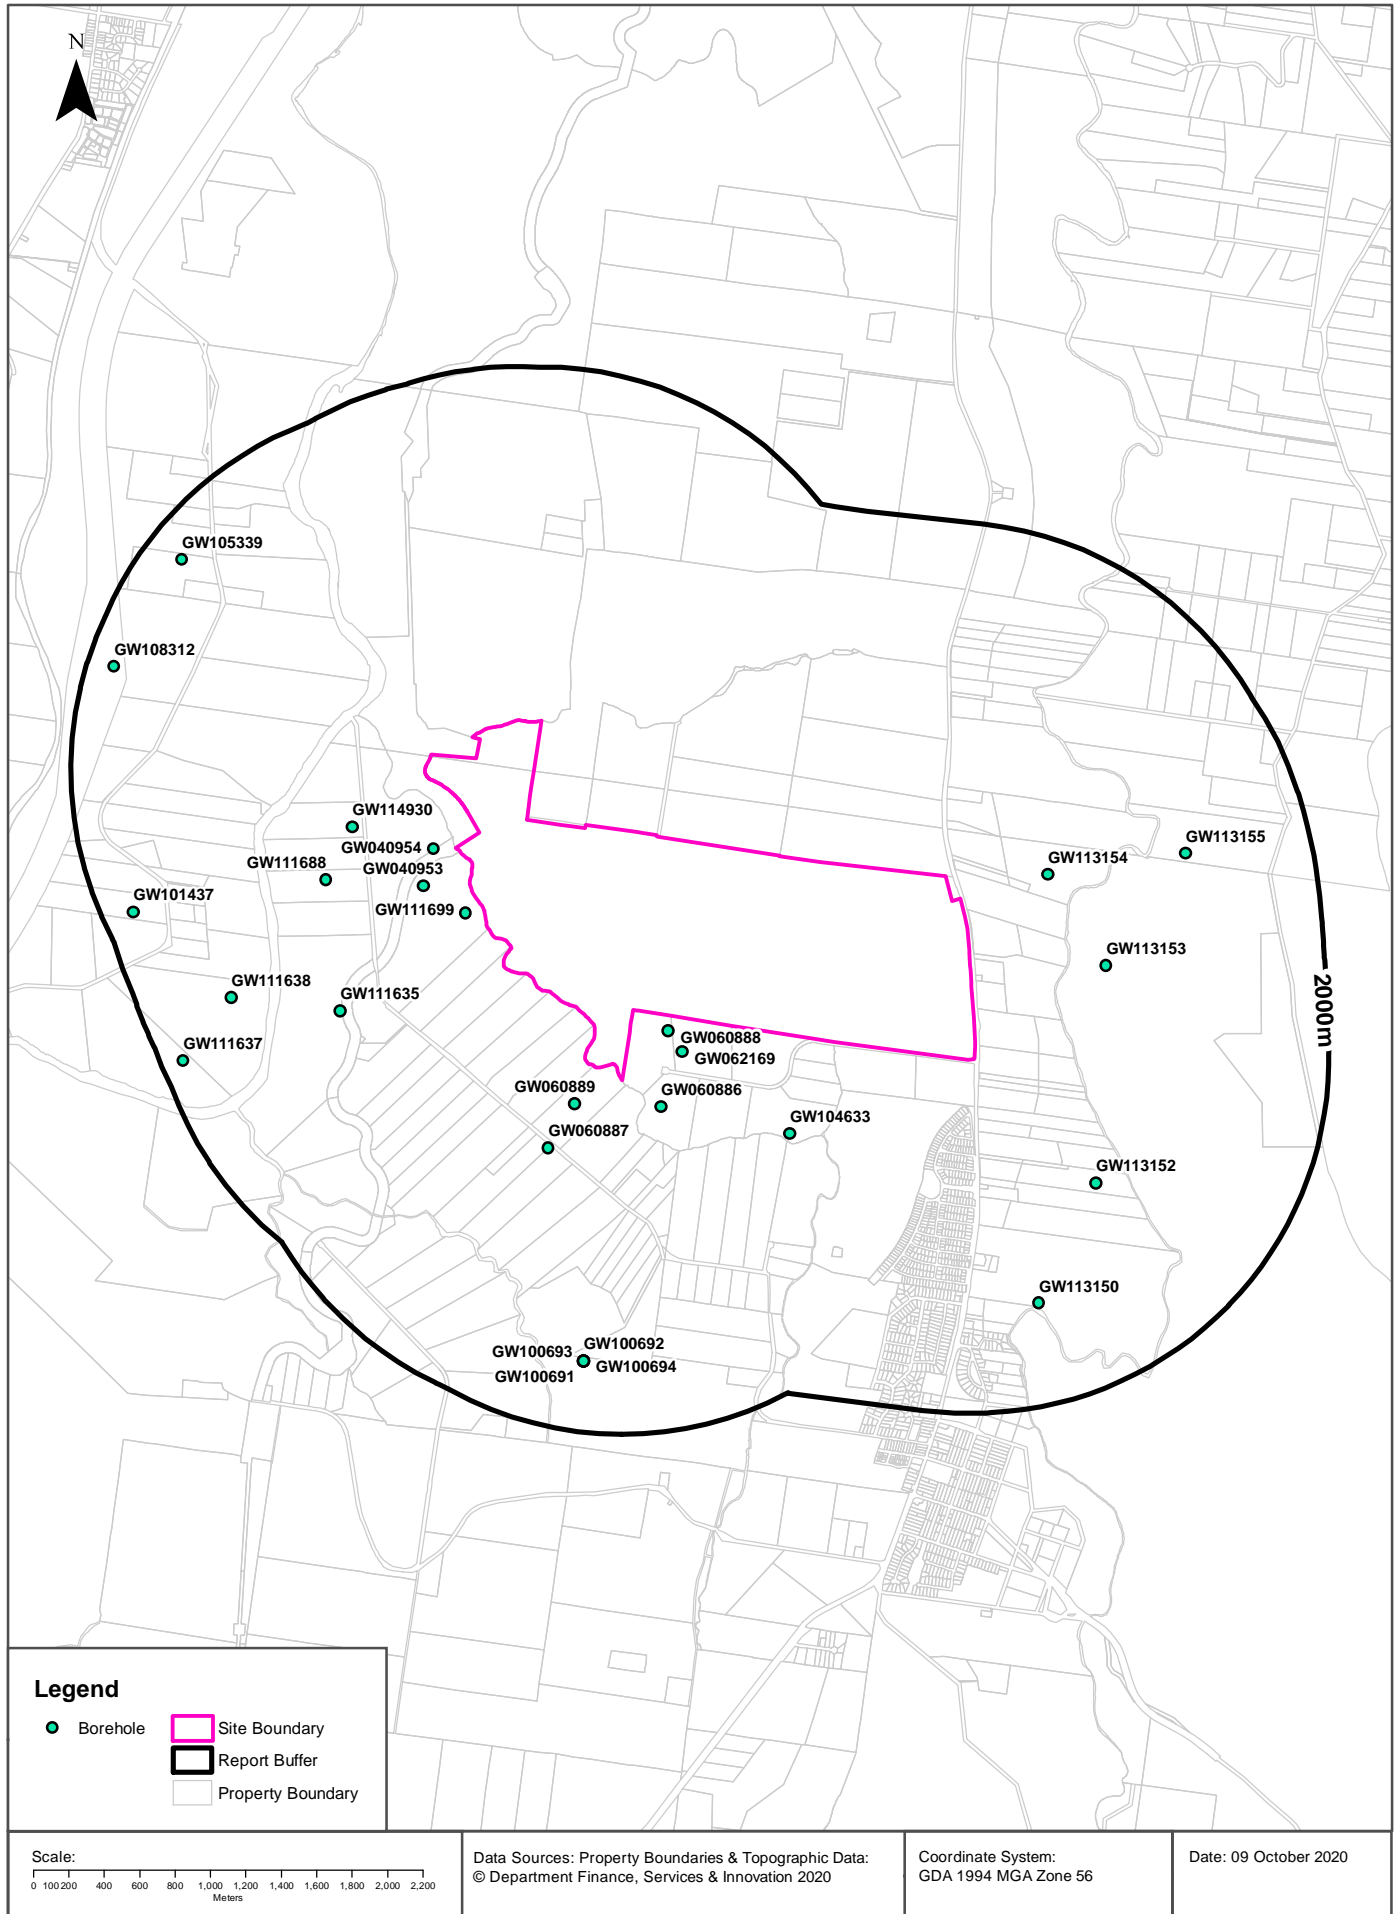 N
GW105339
GW108312
GW114930
GW040954
GW111688
GW040953
GW101437
GW111699
GW113155
GW113154
GW113153
2000m
GW111638
GW111635
GW111637
GW060888
GW062169
GW060889
GW060886
GW104633
GW060887
GW113152
GW113150
GW100693
GW100692
GW100691
GW100694
Legend
Borehole
Site Boundary
Report Buffer
Property Boundary
Scale:
0 100 200 400 600 800 1,000 1,200 1,400 1,600 1,800 2,000 2,200
Meters
Data Sources: Property Boundaries & Topographic Data:
© Department Finance, Services & Innovation 2020
Coordinate System:
GDA 1994 MGA Zone 56
Date: 09 October 2020